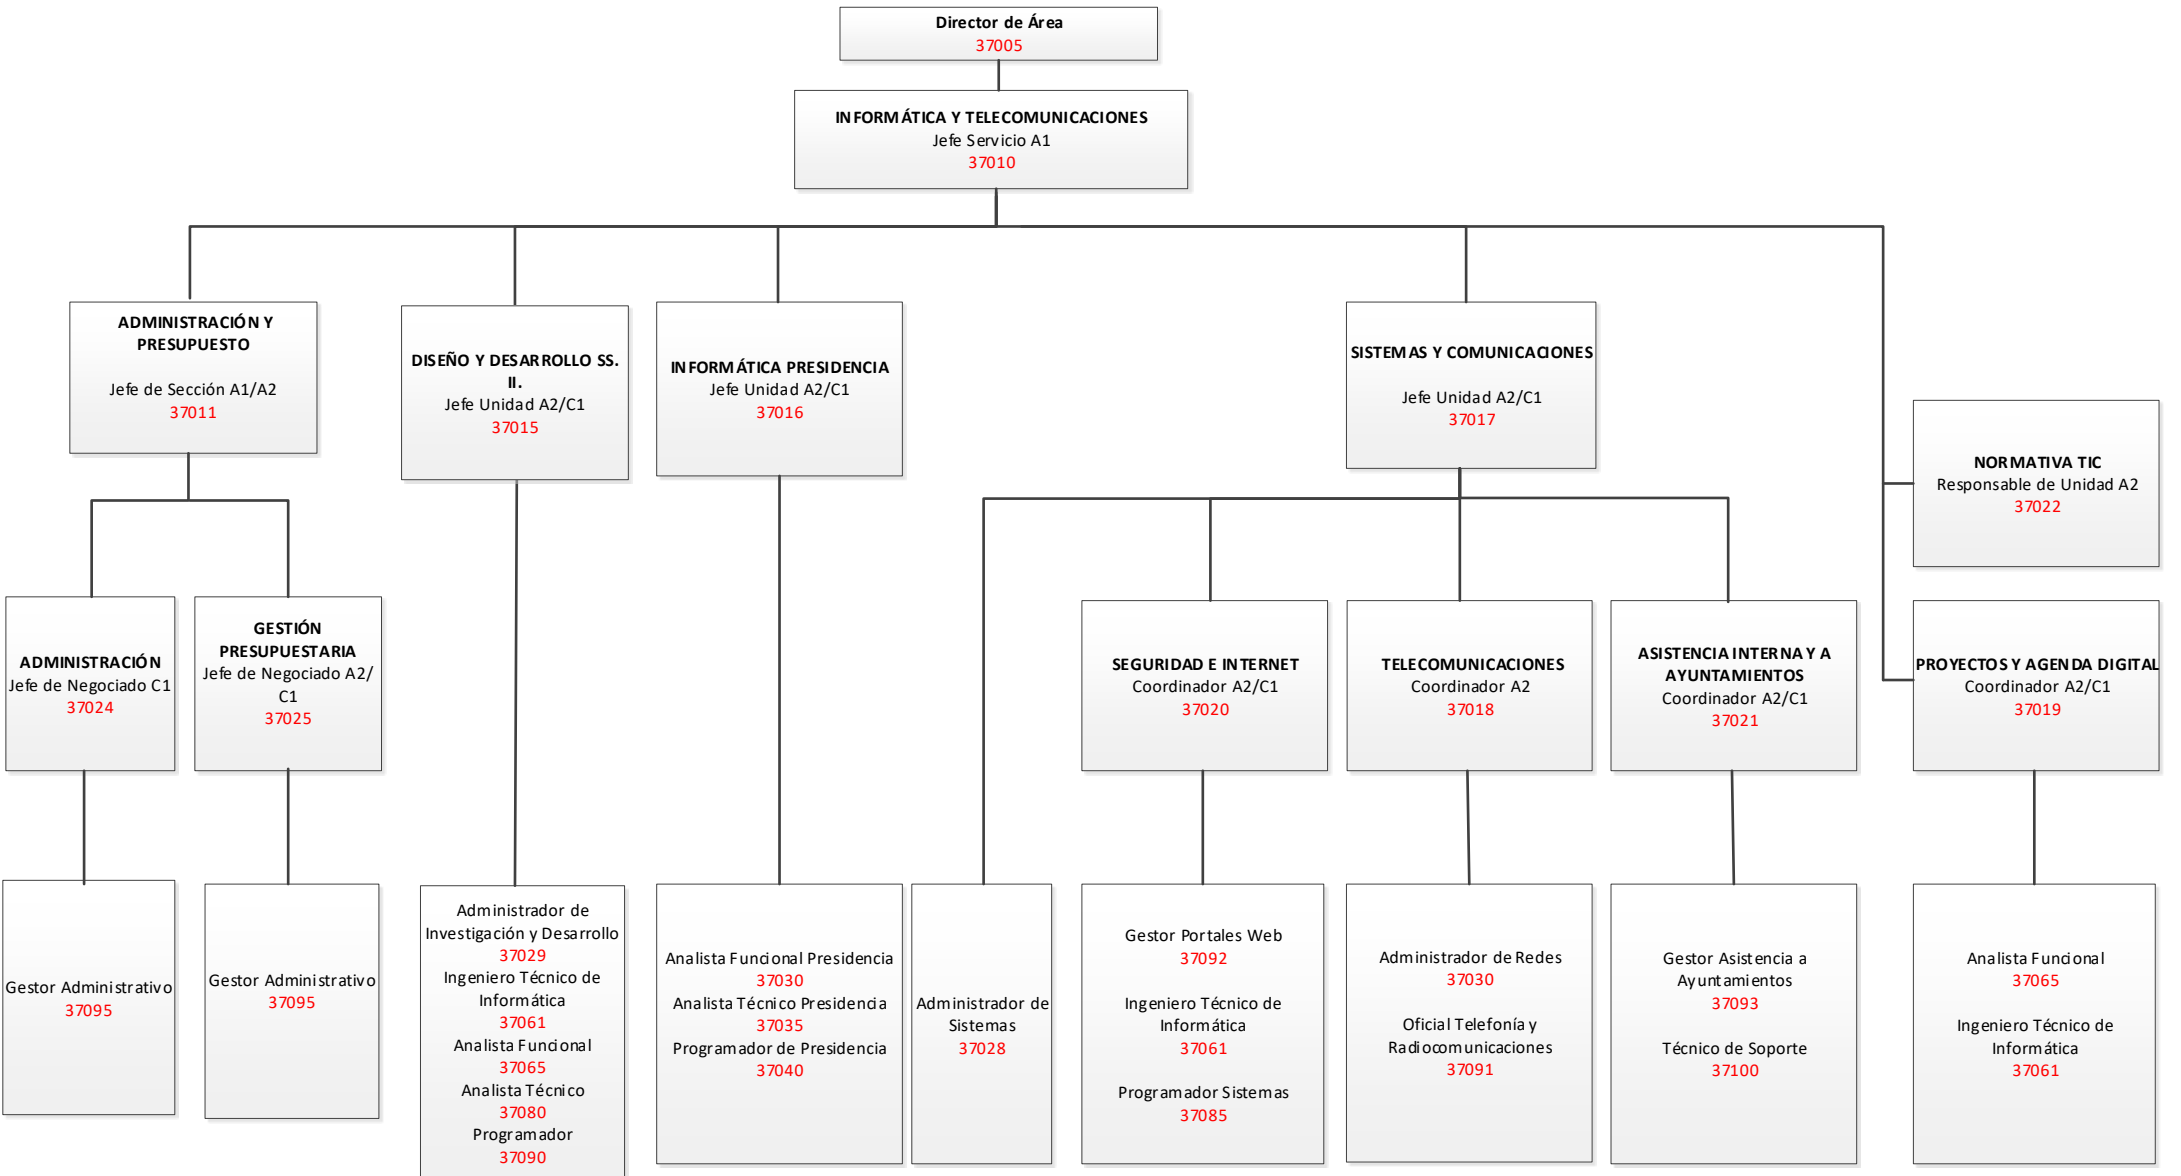 Director de Área
37005
INFORMÁTICA Y TELECOMUNICACIONES
Jefe Servicio A1
37010
ADMINISTRACIÓN Y
PRESUPUESTO
Jefe de Sección A1/A2
37011
DISEÑO Y DESARROLLO SS.
II.
Jefe Unidad A2/C1
37015
INFORMÁTICA PRESIDENCIA
Jefe Unidad A2/C1
37016
SISTEMAS Y COMUNICACIONES
Jefe Unidad A2/C1
37017
NORMATIVA TIC
Responsable de Unidad A2
37022
ADMINISTRACIÓN
Jefe de Negociado C1
37024
GESTIÓN
PRESUPUESTARIA
Jefe de Negociado A2/
C1
37025
SEGURIDAD E INTERNET
Coordinador A2/C1
37020
TELECOMUNICACIONES
Coordinador A2
37018
ASISTENCIA INTERNA Y A
AYUNTAMIENTOS
Coordinador A2/C1
37021
PROYECTOS Y AGENDA DIGITAL
Coordinador A2/C1
37019
Gestor Administrativo
37095
Gestor Administrativo
37095
Administrador de
Investigación y Desarrollo
37029
Ingeniero Técnico de
Informática
37061
Analista Funcional
37065
Analista Técnico
37080
Programador
37090
Analista Funcional Presidencia
37030
Analista Técnico Presidencia
37035
Programador de Presidencia
37040
Administrador de
Sistemas
37028
Gestor Portales Web
37092
Ingeniero Técnico de
Informática
37061
Programador Sistemas
37085
Administrador de Redes
37030
Oficial Telefonía y
Radiocomunicaciones
37091
Gestor Asistencia a
Ayuntamientos
37093
Técnico de Soporte
37100
Analista Funcional
37065
Ingeniero Técnico de
Informática
37061